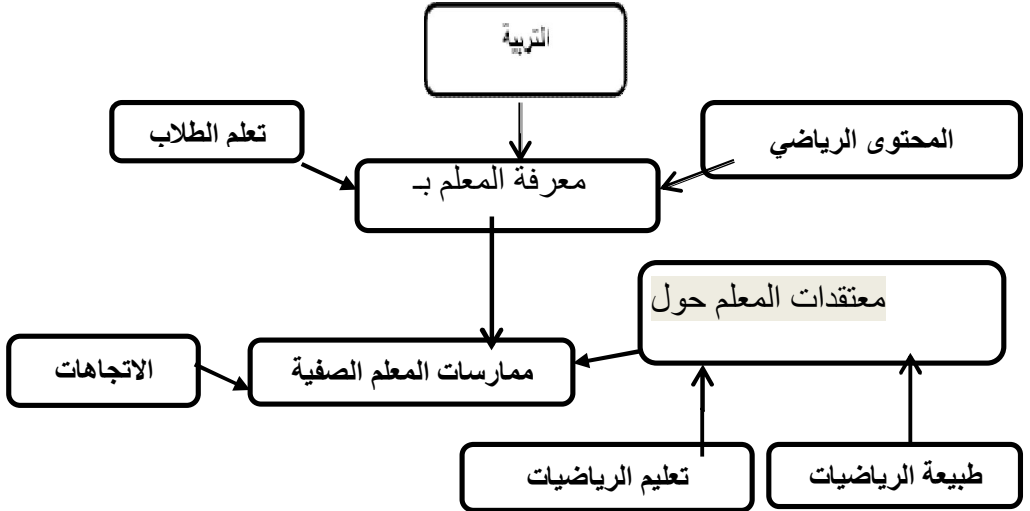 التربية
تعلم الطلاب
المحتوى الرياضي
معرفة المعلم بـ
معتقدات المعلم حول
الاتجاهات
ممارسات المعلم الصفية
تعليم الرياضيات
طبيعة الرياضيات